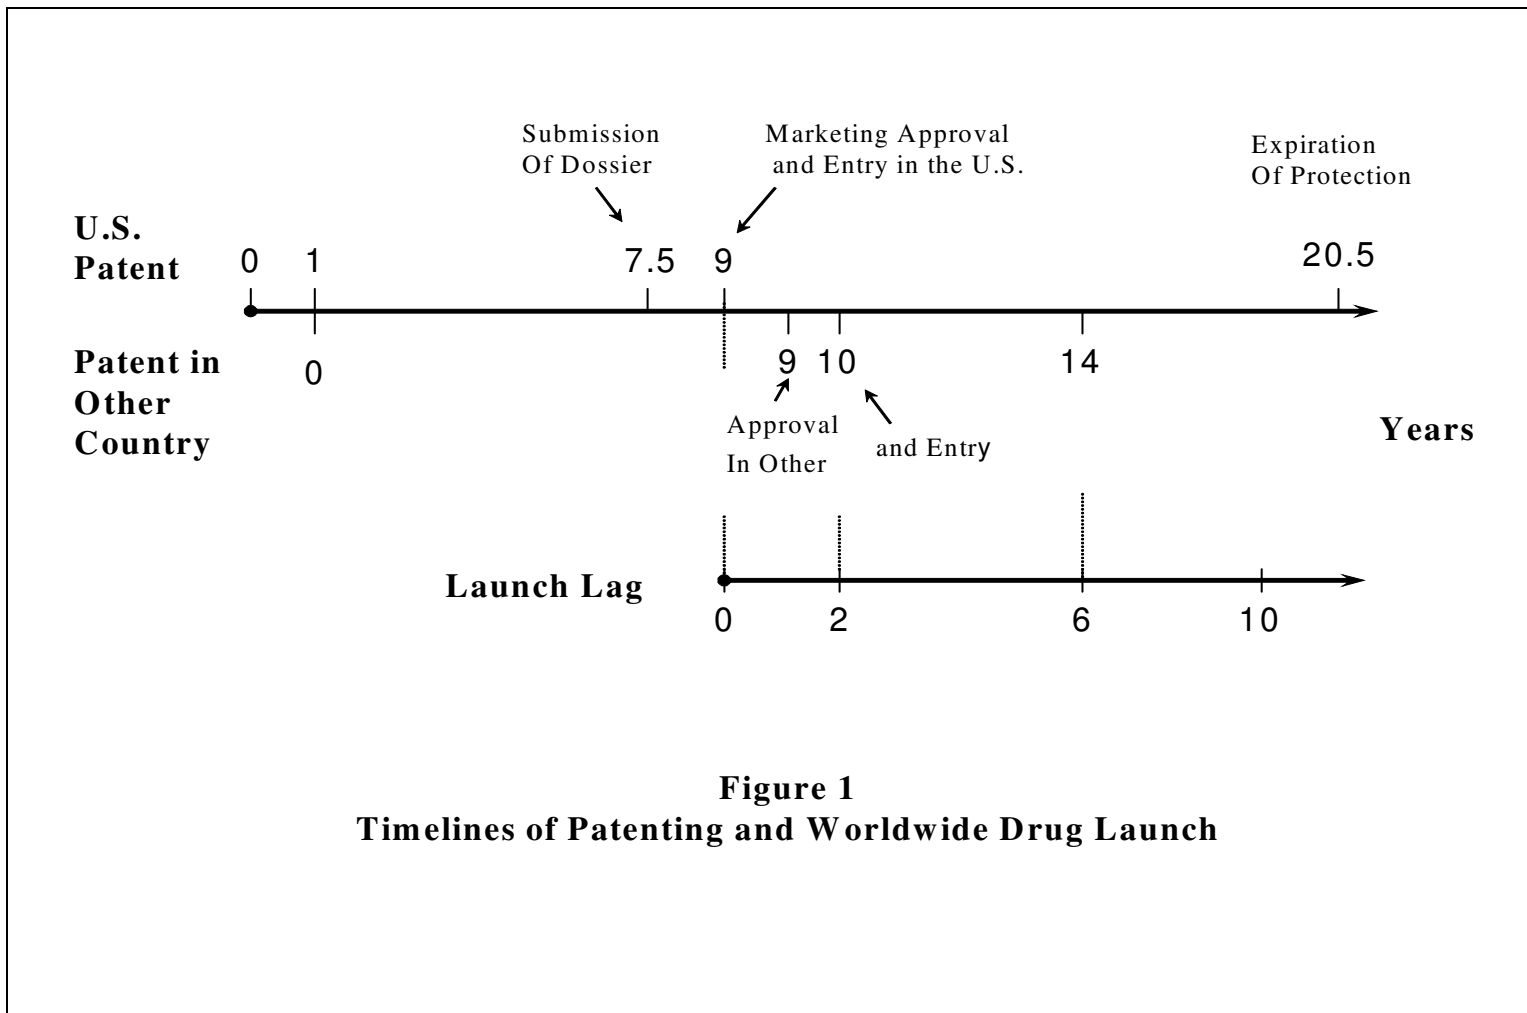 Submission
Of Dossier
Marketing Approval
and Entry in the U.S.
Expiration
Of Protection
U.S.
Patent
0 1 7.5 9 20.5
Patent in
Other
Country
0 9 10 14
Approval
In Other
and Entry
Years
Launch Lag
0 2 6 10
Figure 1
Timelines of Patenting and Worldwide Drug Launch